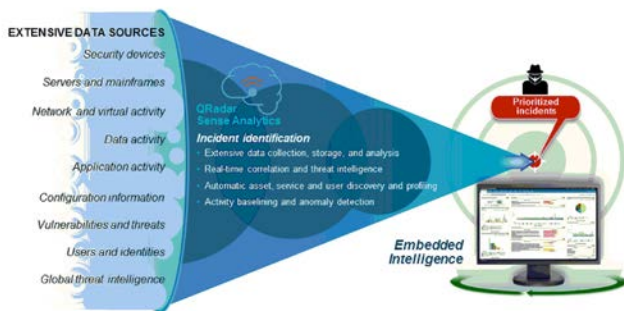 EXTENSIVE DATA SOURCES
Security devices
Servers and mainframes
Network and virtual activity
Data activity
Application activity
Configuration information
Vulnerabilities and threats
Users and identities
Global threat intelligence
QRadar
Sense Analytics
Incident identification
· Extensive data collection, storage, and analysis
· Real-time correlation and threat intelligence
· Automatic asset, service and user discovery and profiling
· Activity baselining and anomaly detection
Prioritized
incidents
Embedded
Intelligence